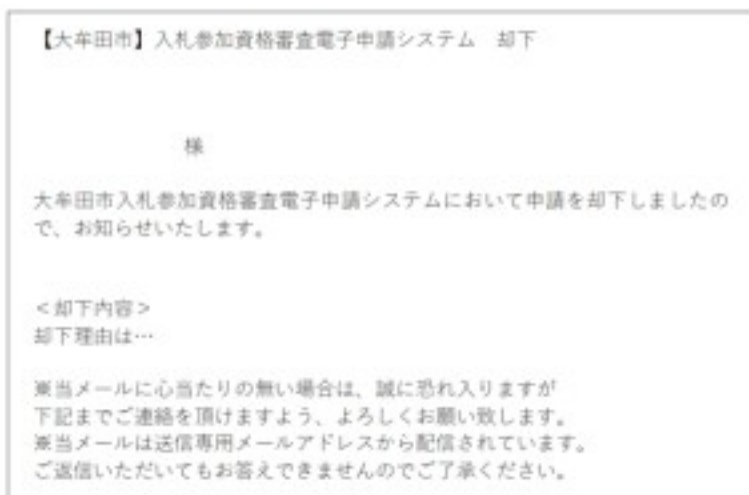 【大牟田市】入札参加資格審査電子申請システム　却下
様
大牟田市入札参加資格審査電子申請システムにおいて申請を却下しましたの
で、お知らせいたします。
＜却下内容＞
却下理由は…
※当メールに心当たりの無い場合は、誠に恐れ入りますが
下記までご連絡を頂けますよう、よろしくお願い致します。
※当メールは送信専用メールアドレスから配信されています。
ご返信いただいてもお答えできませんのでご了承ください。